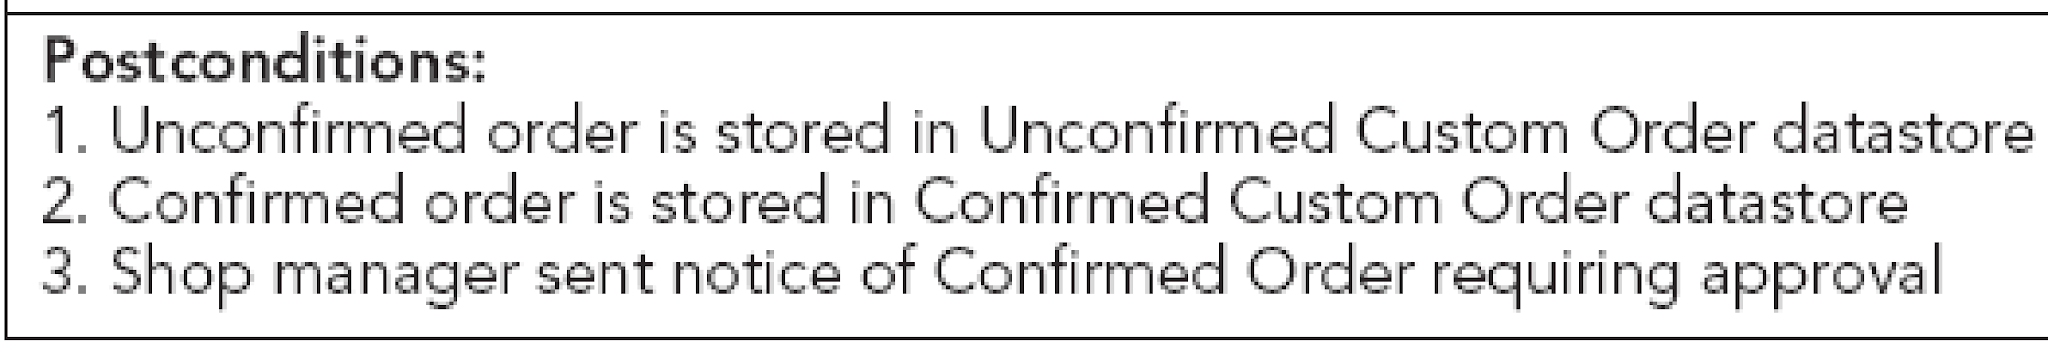 Postconditions:
1. Unconfirmed order is stored in Unconfirmed Custom Order datastore
2. Confirmed order is stored in Confirmed Custom Order datastore
3. Shop manager sent notice of Confirmed Order requiring approval